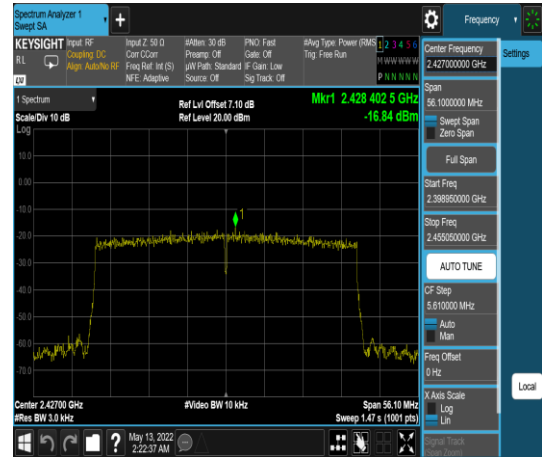 Spectrum Analyzer 1
Swept SA
+
Frequency
KEYSIGHT
RL
Input: RF
Coupling: DC
Align: Auto/No RF
Input Z: 50 Ω
Corr CCorr
Freq Ref: Int (S)
NFE: Adaptive
#Atten: 30 dB
Preamp: Off
µW Path: Standard
Source: Off
PNO: Fast
Gate: Off
IF Gain: Low
Sig Track: Off
#Avg Type: Power (RMS
Trig: Free Run
1 2 3 4 5 6
M W W W W W
P N N N N N
1 Spectrum
Scale/Div 10 dB
Log
Ref Lvl Offset 7.10 dB
Ref Level 20.00 dBm
Mkr1 2.428 402 5 GHz
-16.84 dBm
10.0
0.00
-10.0
-20.0
-30.0
-40.0
-50.0
-60.0
-70.0
1
Center 2.42700 GHz
#Res BW 3.0 kHz
#Video BW 10 kHz
Span 56.10 MHz
Sweep 1.47 s (1001 pts)
May 13, 2022
2:22:37 AM
Center Frequency
2.427000000 GHz
Span
56.1000000 MHz
Swept Span
Zero Span
Full Span
Start Freq
2.398950000 GHz
Stop Freq
2.455050000 GHz
AUTO TUNE
CF Step
5.610000 MHz
Auto
Man
Freq Offset
0 Hz
X Axis Scale
Log
Lin
Signal Track
(Span Zoom)
Settings
Local